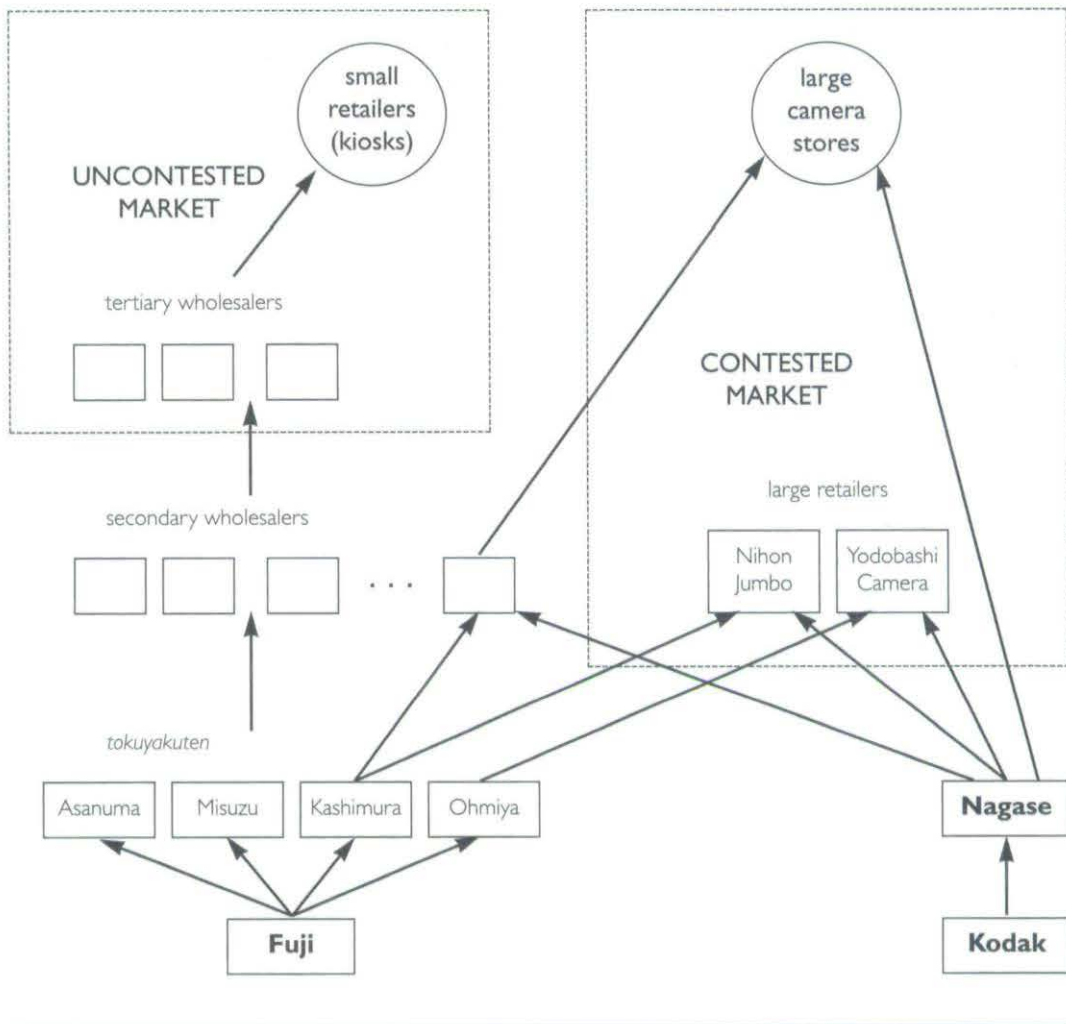 small
retailers
(kiosks)
UNCONTESTED
MARKET
tertiary wholesalers
large
camera
stores
CONTESTED
MARKET
secondary wholesalers
. . .
large retailers
Nihon
Jumbo
Yodobashi
Camera
tokuyakuten
Asanuma
Misuzu
Kashimura
Ohmiya
Nagase
Fuji
Kodak